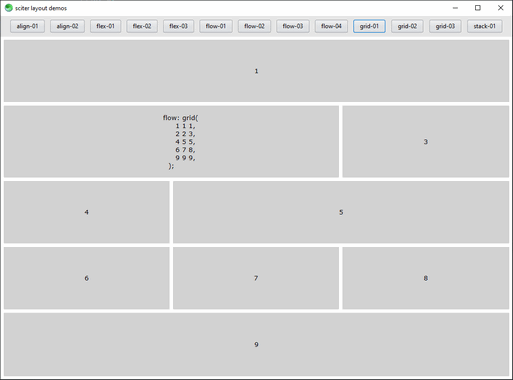 sciter layout demos
align-01 align-02 flex-01 flex-02 flex-03 flow-01 flow-02 flow-03 flow-04 grid-01 grid-02 grid-03 stack-01
1
flow: grid(
1 1 1,
2 2 3,
4 5 5,
6 7 8,
9 9 9,
);
3
4 5
6 7 8
9